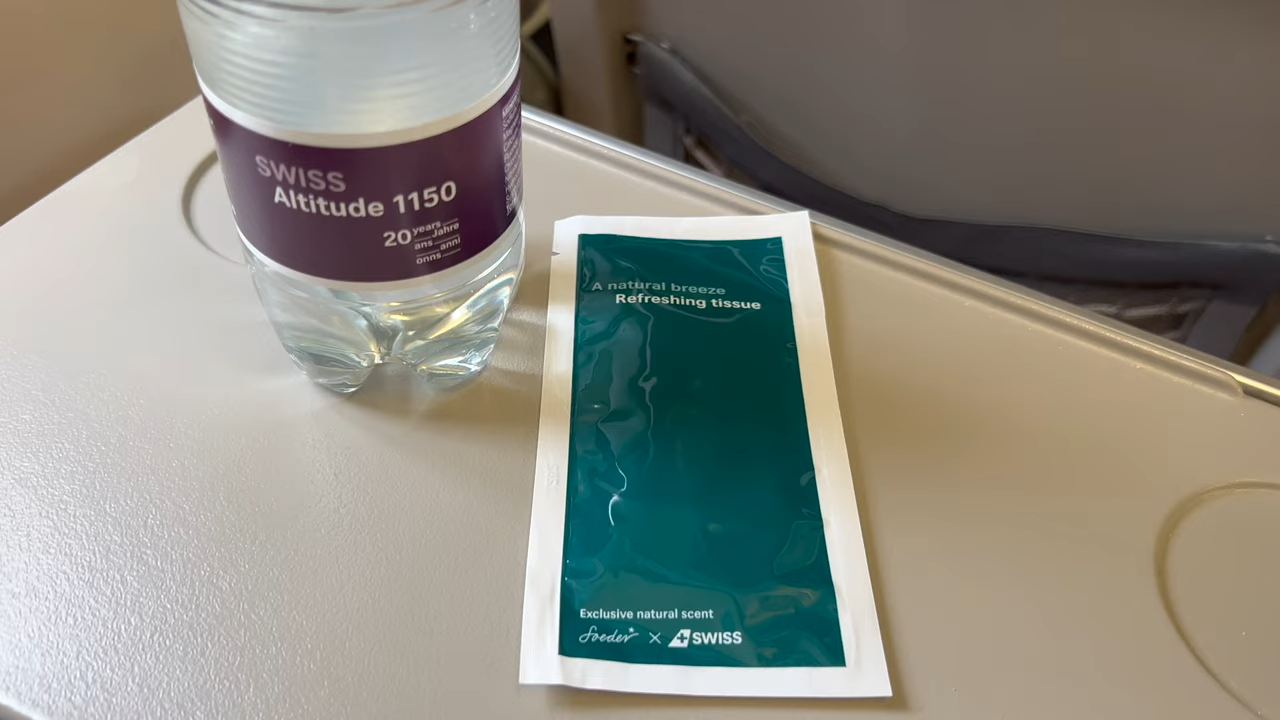 SWISS
Altitude 1150
20 years
Jahre
ans
anni
onns
A natural breeze
Refreshing tissue
Exclusive natural scent
soeder* × SWISS